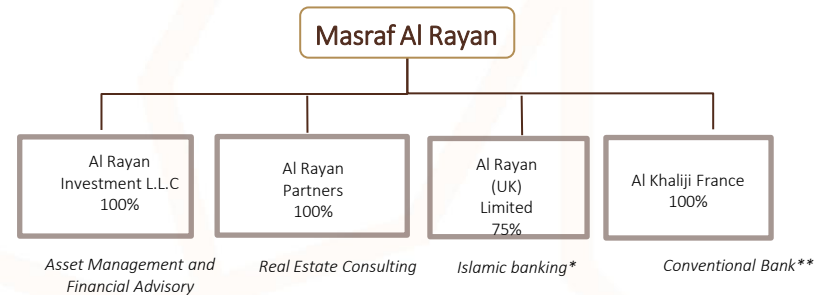 Masraf Al Rayan
Al Rayan
Investment L.L.C
100%
Al Rayan
Partners
100%
Al Rayan
(UK)
Limited
75%
Al Khaliji France
100%
Asset Management and
Financial Advisory
Real Estate Consulting
Islamic banking*
Conventional Bank**